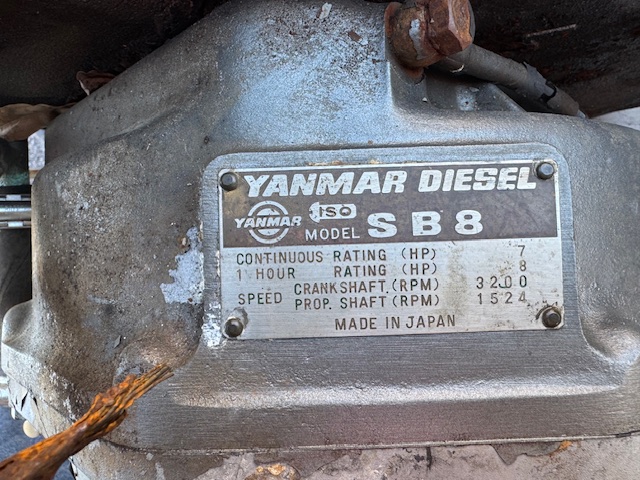 YANMAR DIESEL
YANMAR ISO
MODEL SB8
CONTINUOUS RATING (HP) 7
1 HOUR RATING (HP) 8
SPEED CRANKSHAFT.(RPM) 3200
PROP. SHAFT(RPM) 1524
MADE IN JAPAN